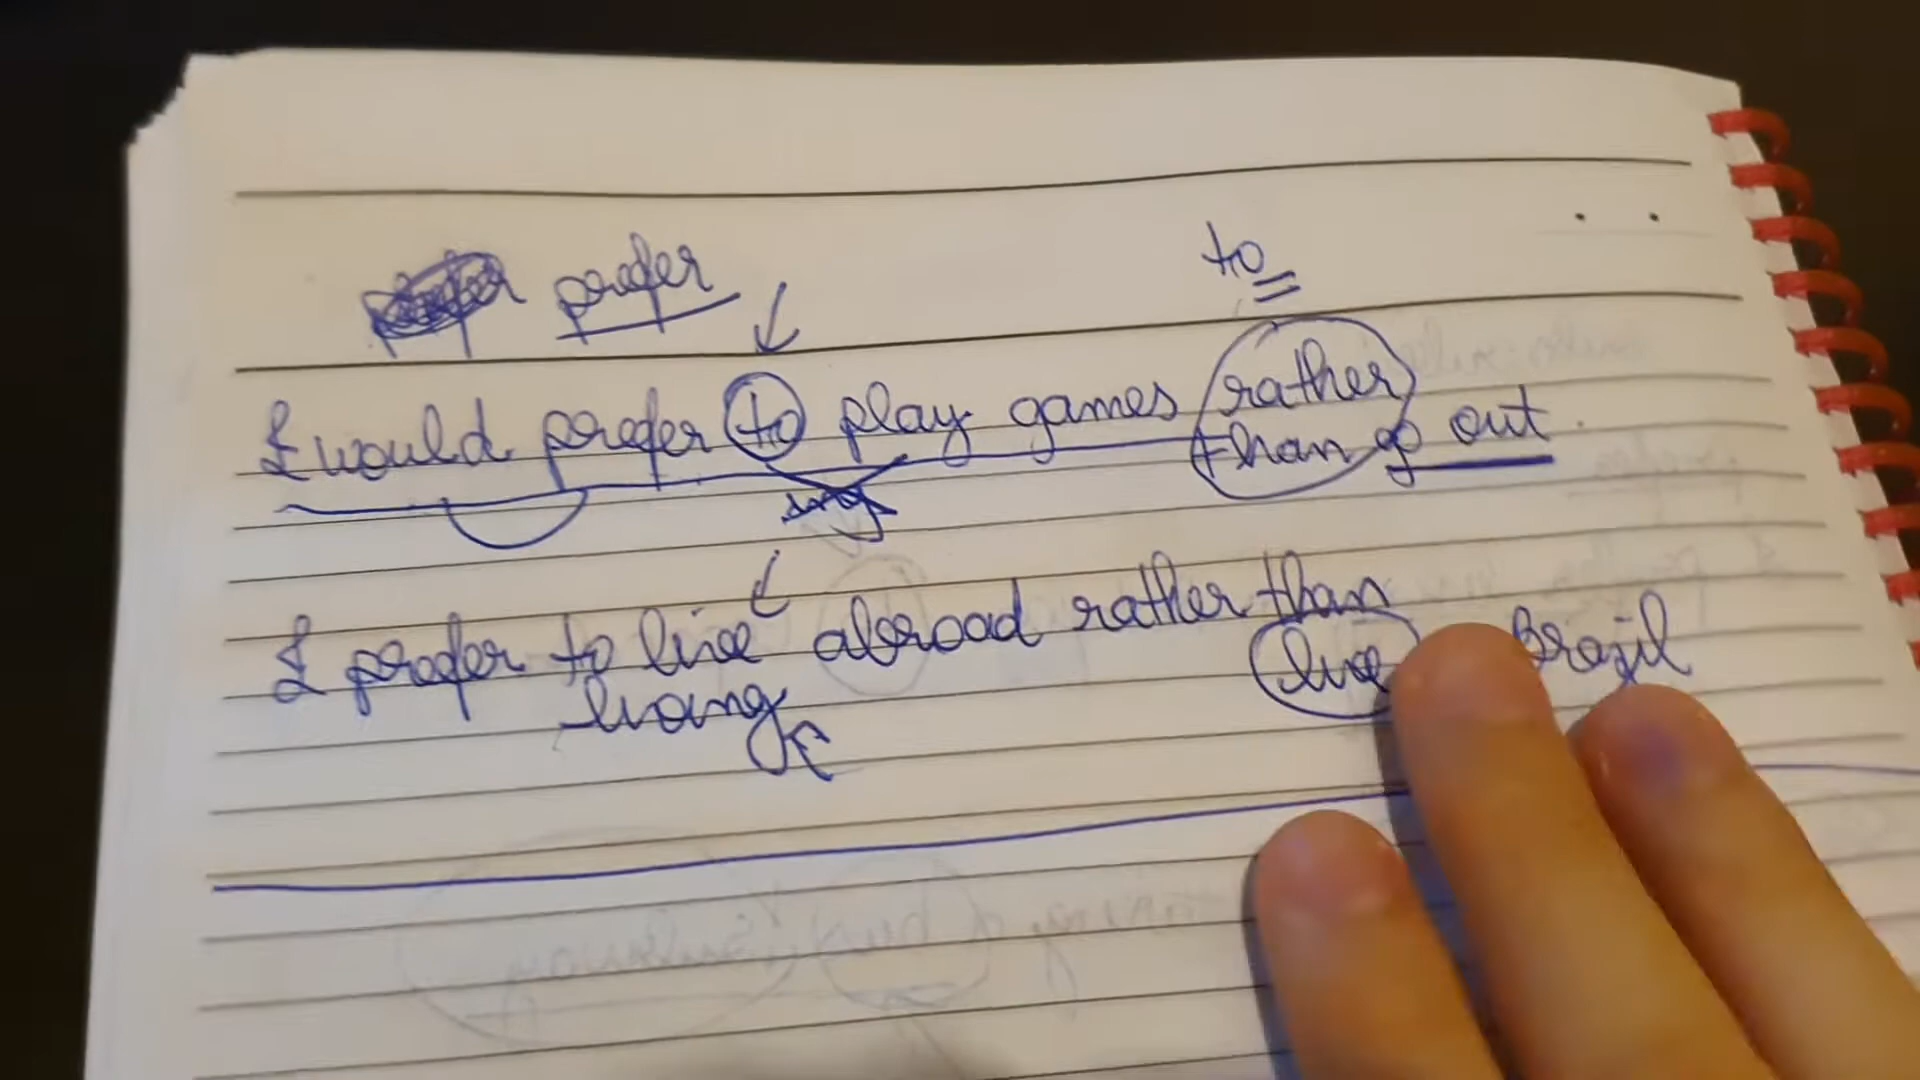 prefer
to
I would prefer to play games rather
than go out.
I prefer to live abroad rather than
living
live Brazil